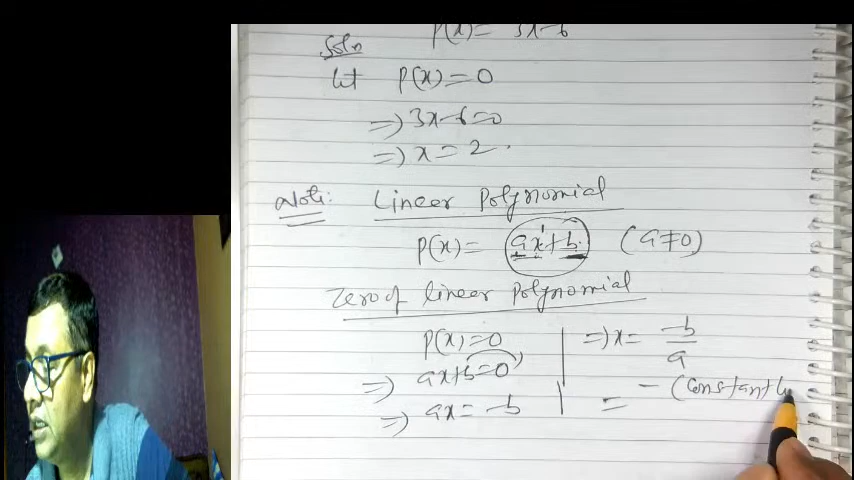 P(x) = 3x-6
Soln
let P(x) = 0
=> 3x-6=0
=> x = 2.
Note: Linear Polynomial
P(x) = ax¹+b. (a≠0)
Zero of linear Polynomial
P(x)=0
=> ax+b=0
=> ax = -b
=> x = -b/a
= - (constant